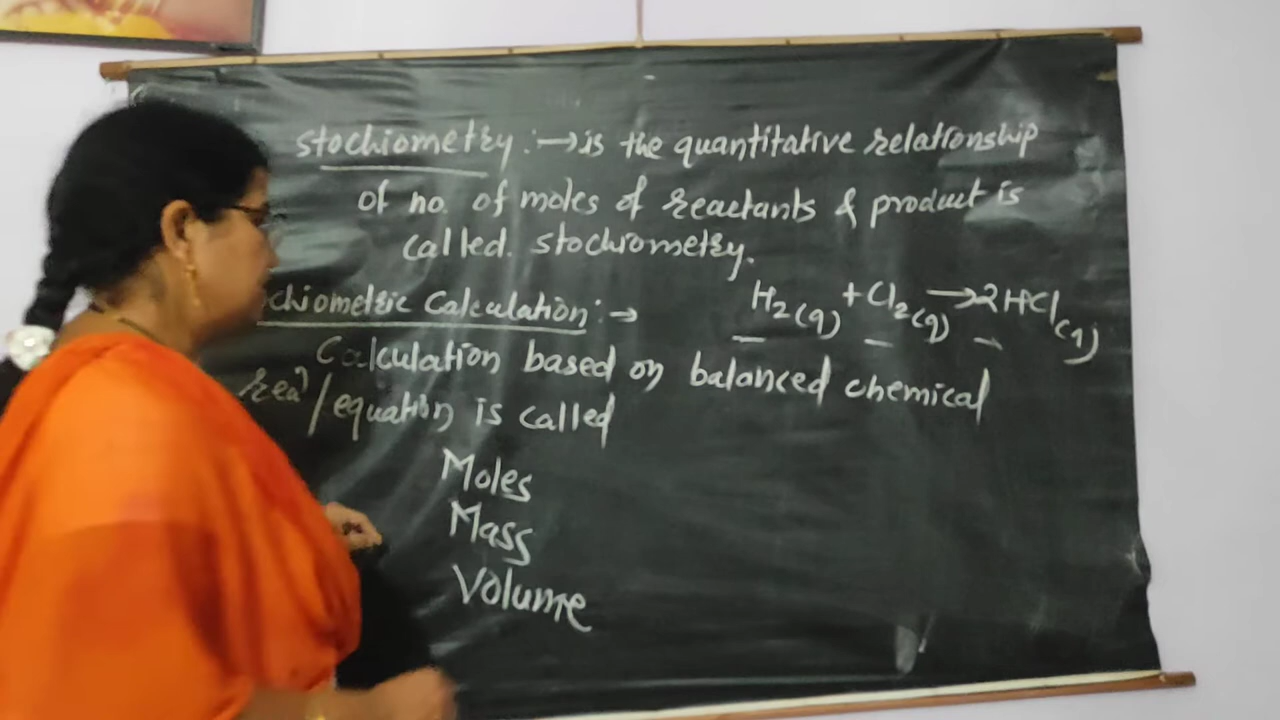 stochiometry :→ is the quantitative relationship
of no. of moles of reactants & product is
called. stochiometry.
chiometric Calculation :→
H2(g) + Cl2(g) → 2HCl(g)
Calculation based on balanced chemical
reaⁿ/equation is called
Moles
Mass
Volume